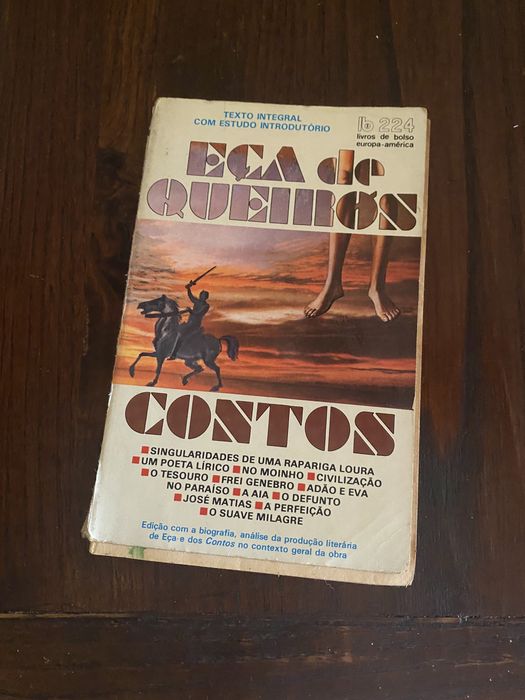 TEXTO INTEGRAL
COM ESTUDO INTRODUTÓRIO
lb 224
livros de bolso
europa-américa
EÇA de
QUEIRÓS
CONTOS
SINGULARIDADES DE UMA RAPARIGA LOURA
UM POETA LÍRICO NO MOINHO CIVILIZAÇÃO
O TESOURO FREI GENEBRO ADÃO E EVA
NO PARAÍSO A AIA O DEFUNTO
JOSÉ MATIAS A PERFEIÇÃO
O SUAVE MILAGRE
Edição com a biografia, análise da produção literária
de Eça e dos Contos no contexto geral da obra